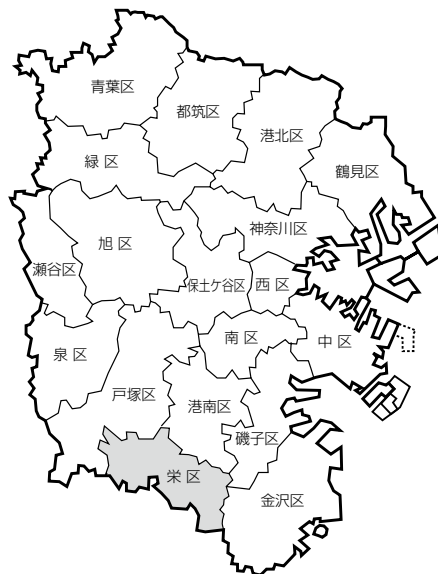 青葉区
都筑区
港北区
緑 区
鶴見区
神奈川区
旭 区
瀬谷区
保土ケ谷区
西 区
南 区
中 区
泉 区
戸塚区
港南区
磯子区
栄 区
金沢区